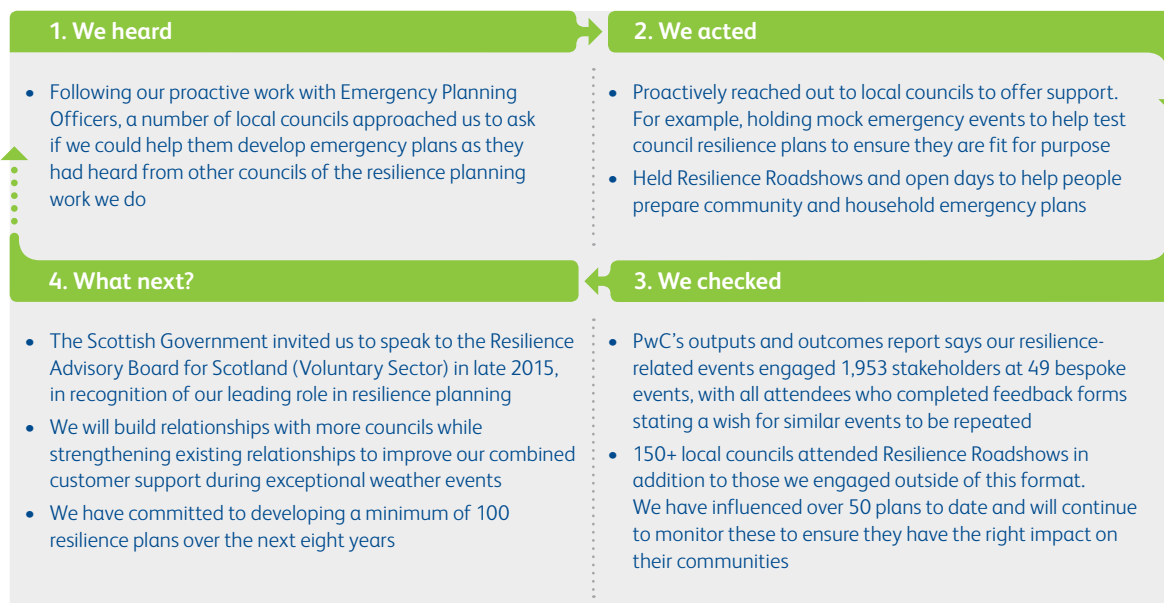 1. We heard
• Following our proactive work with Emergency Planning
Officers, a number of local councils approached us to ask
if we could help them develop emergency plans as they
had heard from other councils of the resilience planning
work we do
2. We acted
• Proactively reached out to local councils to offer support.
For example, holding mock emergency events to help test
council resilience plans to ensure they are fit for purpose
• Held Resilience Roadshows and open days to help people
prepare community and household emergency plans
3. We checked
• PwC's outputs and outcomes report says our resilience-
related events engaged 1,953 stakeholders at 49 bespoke
events, with all attendees who completed feedback forms
stating a wish for similar events to be repeated
• 150+ local councils attended Resilience Roadshows in
addition to those we engaged outside of this format.
We have influenced over 50 plans to date and will continue
to monitor these to ensure they have the right impact on
their communities
4. What next?
• The Scottish Government invited us to speak to the Resilience
Advisory Board for Scotland (Voluntary Sector) in late 2015,
in recognition of our leading role in resilience planning
• We will build relationships with more councils while
strengthening existing relationships to improve our combined
customer support during exceptional weather events
• We have committed to developing a minimum of 100
resilience plans over the next eight years